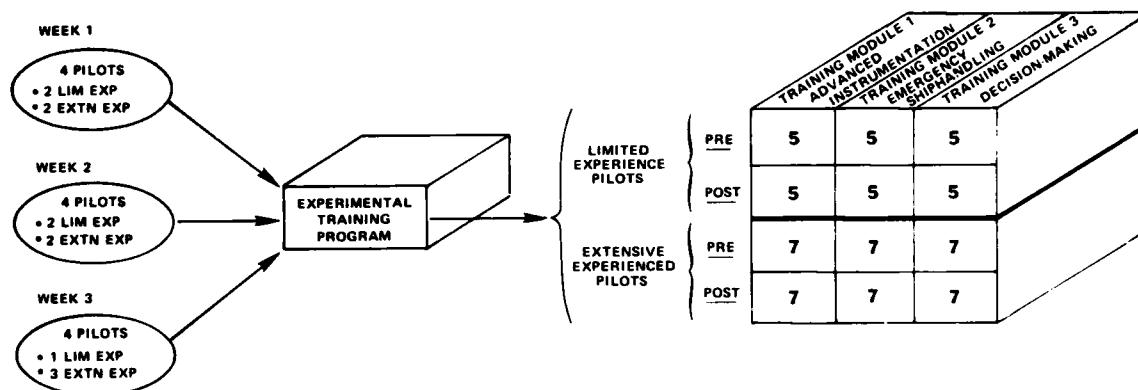 WEEK 1
4 PILOTS
• 2 LIM EXP
• 2 EXTN EXP
WEEK 2
4 PILOTS
• 2 LIM EXP
• 2 EXTN EXP
WEEK 3
4 PILOTS
• 1 LIM EXP
• 3 EXTN EXP
EXPERIMENTAL
TRAINING
PROGRAM
LIMITED
EXPERIENCE
PILOTS
EXTENSIVE
EXPERIENCED
PILOTS
TRAINING MODULE 1
ADVANCED
INSTRUMENTATION
TRAINING MODULE 2
EMERGENCY
SHIPHANDLING
TRAINING MODULE 3
DECISION-MAKING
PRE 5 5 5
POST 5 5 5
PRE 7 7 7
POST 7 7 7